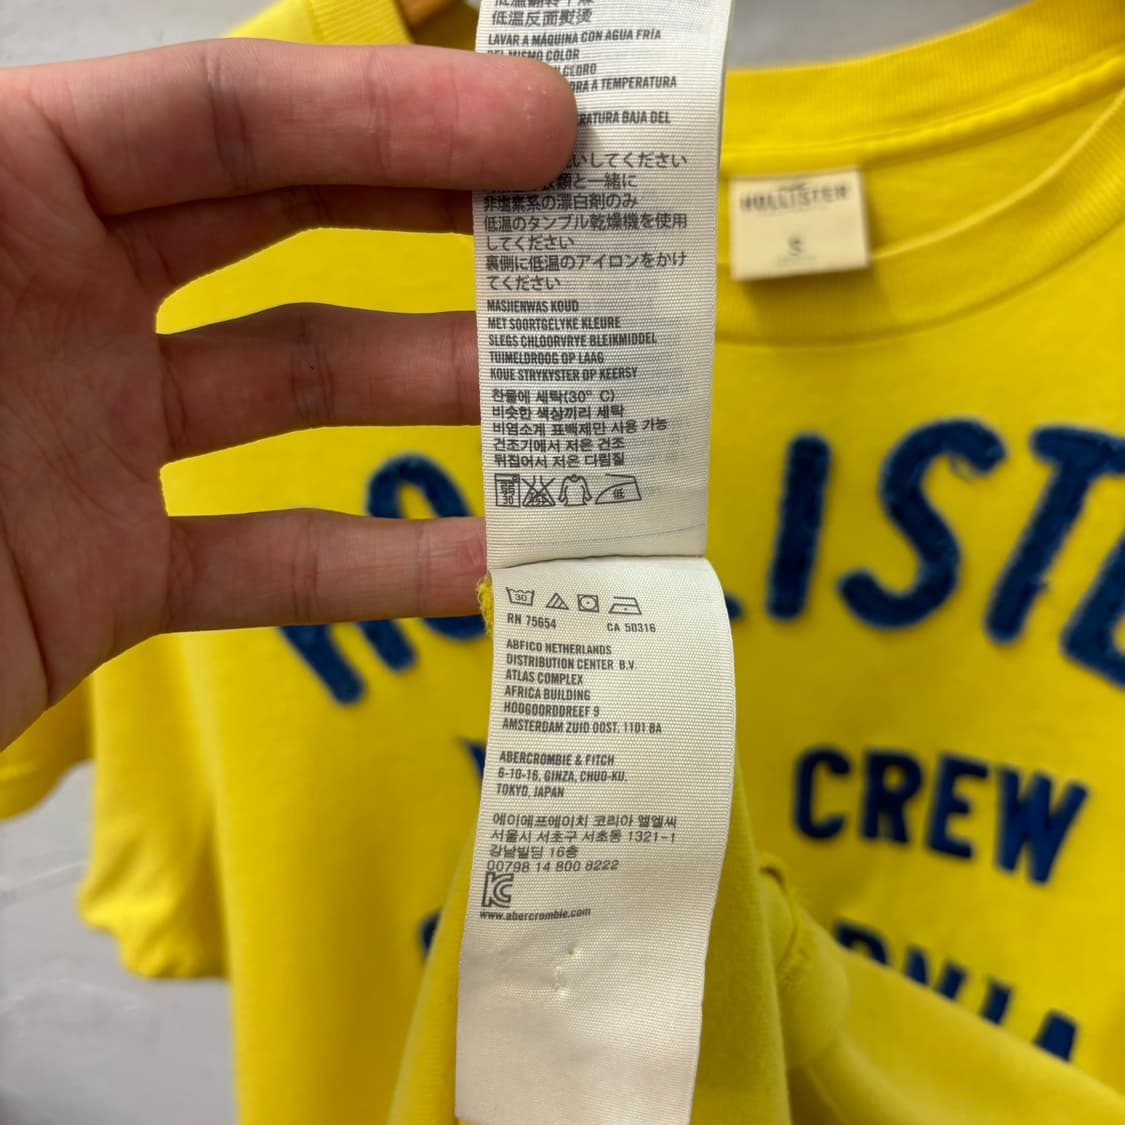 低温反面熨烫
LAVAR A MÁQUINA CON AGUA FRÍA
DEL MISMO COLOR
CLORO
A TEMPERATURA
BAJA DEL
してください
と一緒に
非塩素系の漂白剤のみ
低温のタンブル乾燥機を使用
してください
裏側に低温のアイロンをかけ
てください
MASJIENWAS KOUD
MET SOORTGELYKE KLEURE
SLEGS CHLOORVRYE BLEIKMIDDEL
TUIMELDROOG OP LAAG
KOUE STRYKYSTER OP KEERSY
찬물에 세탁(30° C)
비슷한 색상끼리 세탁
비염소계 표백제만 사용 가능
건조기에서 저온 건조
뒤집어서 저온 다림질
30
低
30
RN 75654 CA 50316
ABFICO NETHERLANDS
DISTRIBUTION CENTER B.V
ATLAS COMPLEX
AFRICA BUILDING
HOOGOORDDREEF 9
AMSTERDAM ZUID OOST, 1101 BA
ABERCROMBIE & FITCH
6-10-16, GINZA, CHUO-KU,
TOKYO, JAPAN
에이에프에이치 코리아 엘엘씨
서울시 서초구 서초동 1321-1
강남빌딩 16층
00798 14 800 8222
KC
www.abercrombie.com
HOLLISTER
S
HO ISTE
CREW